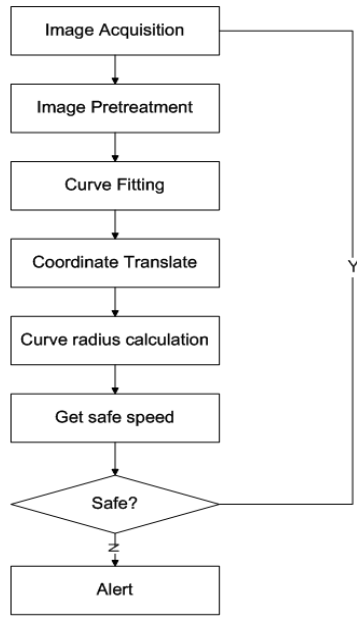 Image Acquisition
Image Pretreatment
Curve Fitting
Coordinate Translate
Y
Curve radius calculation
Get safe speed
Safe?
N
Alert